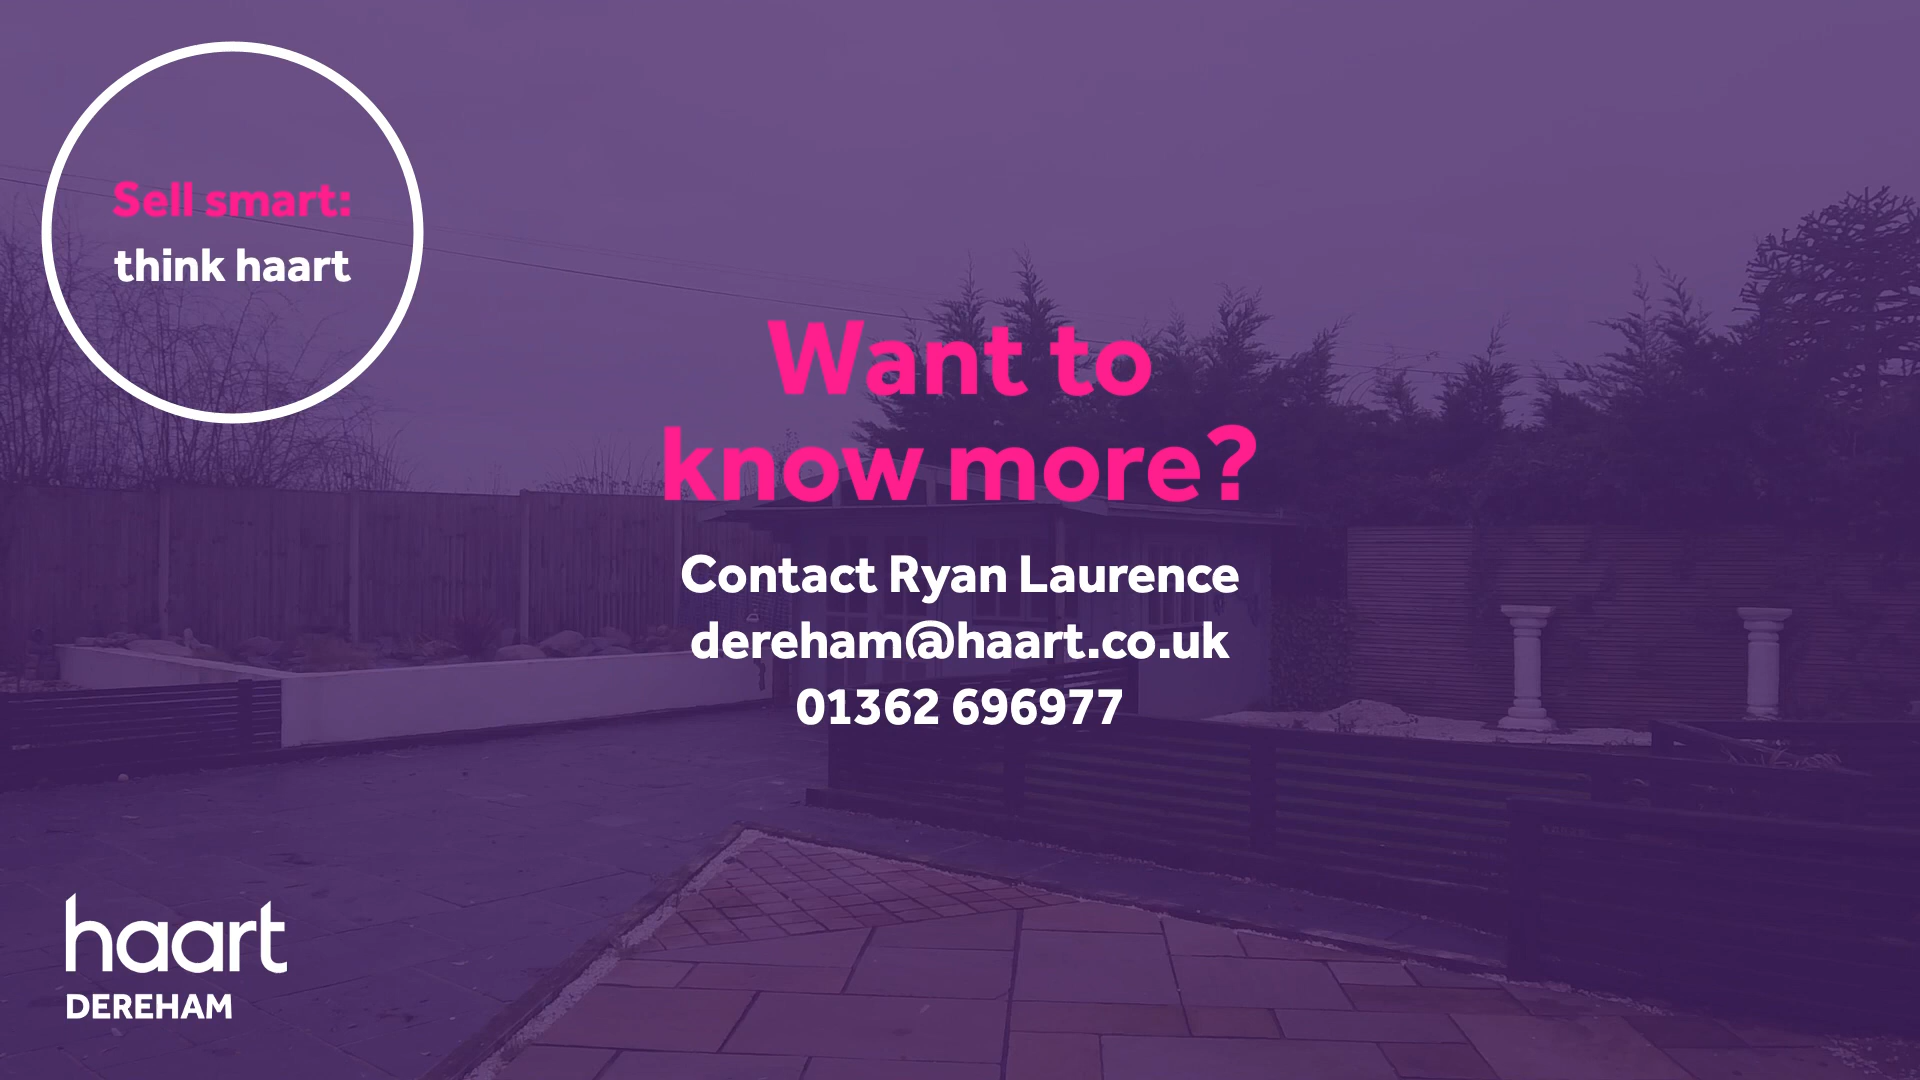 Sell smart:
think haart
Want to
know more?
Contact Ryan Laurence
dereham@haart.co.uk
01362 696977
haart
DEREHAM